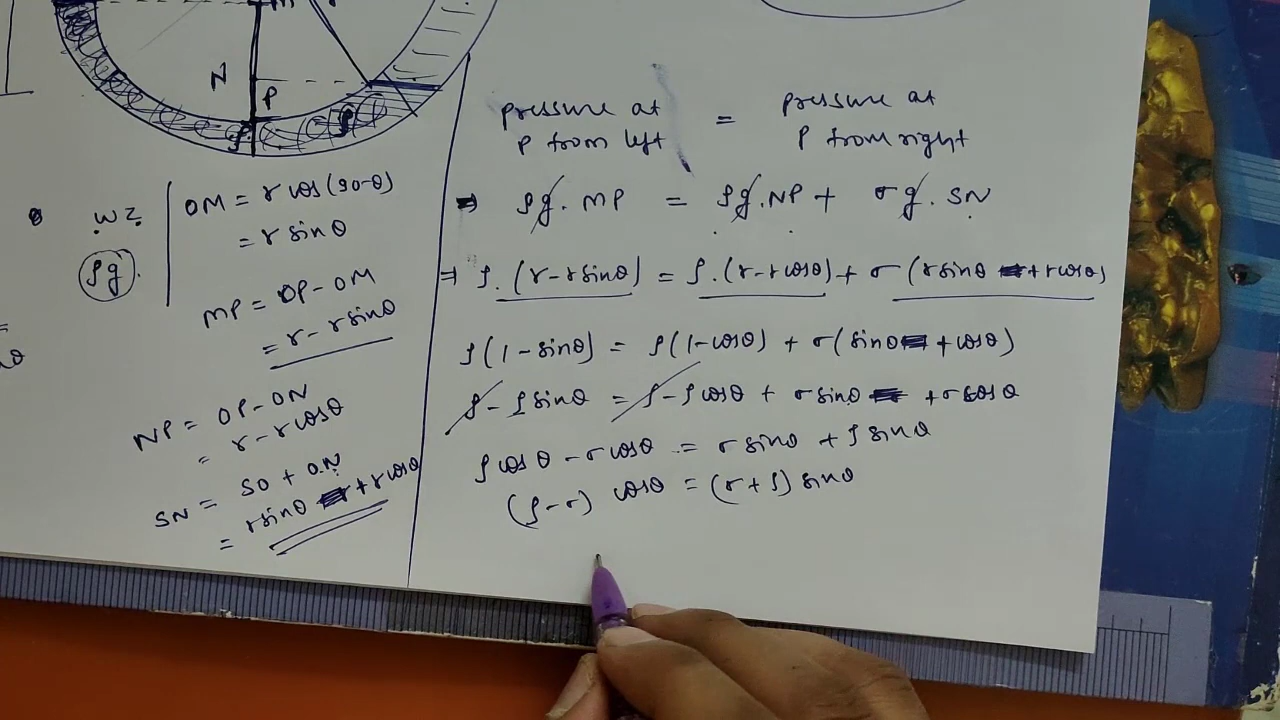 m
N
P
ρ
ρ
wz
ρg.
OM = r cos(90-θ)
= r sinθ
MP = OP - OM
= r - r sinθ
NP = OP - ON
= r - r cosθ
SN = SO + ON
= r sinθ + r cosθ
pressure at P from left = pressure at P from right
⇒ ρg. MP = ρg. NP + σg. SN
⇒ ρ.(r - r sinθ) = ρ.(r - r cosθ) + σ(r sinθ + r cosθ)
ρ(1 - sinθ) = ρ(1 - cosθ) + σ(sinθ + cosθ)
ρ - ρ sinθ = ρ - ρ cosθ + σ sinθ + σ cosθ
ρ cosθ - σ cosθ = σ sinθ + ρ sinθ
(ρ - σ) cosθ = (σ + ρ) sinθ